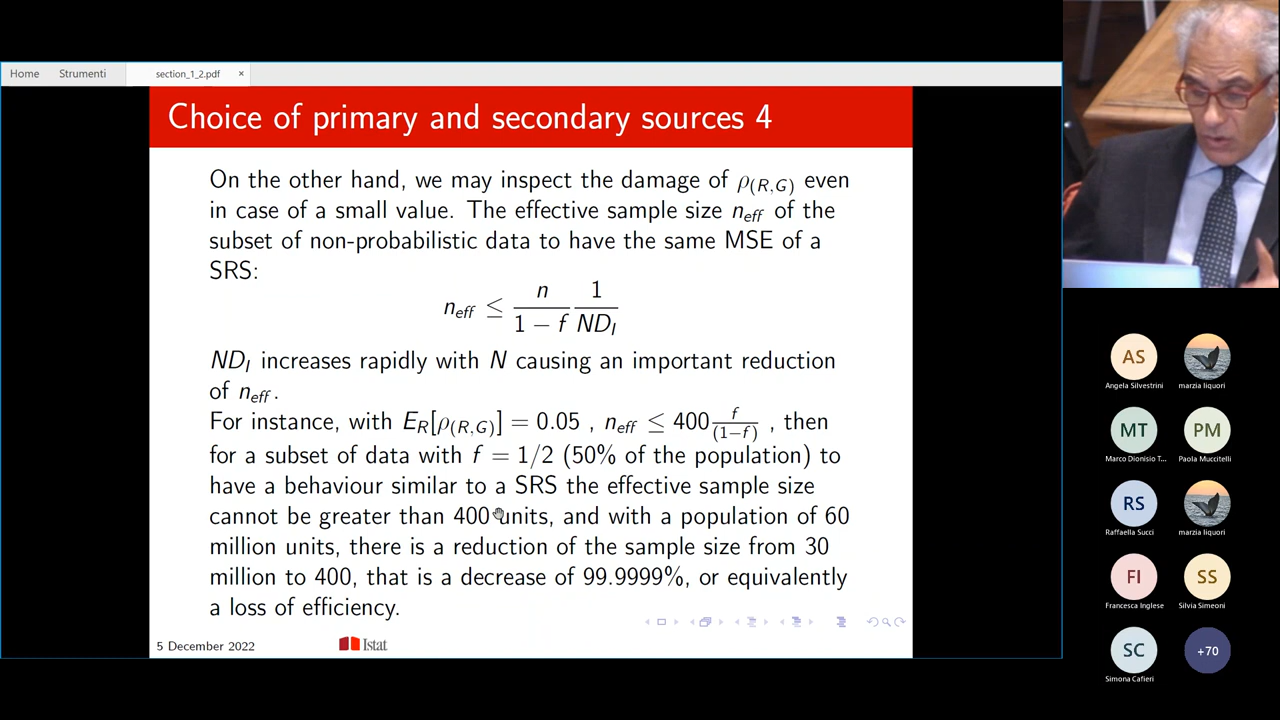 Home Strumenti section_1_2.pdf ×
Choice of primary and secondary sources 4
On the other hand, we may inspect the damage of ρ(R,G) even
in case of a small value. The effective sample size neff of the
subset of non-probabilistic data to have the same MSE of a
SRS:
neff ≤ n/(1 − f) 1/NDI
NDI increases rapidly with N causing an important reduction
of neff.
For instance, with ER[ρ(R,G)] = 0.05 , neff ≤ 400 f/(1−f) , then
for a subset of data with f = 1/2 (50% of the population) to
have a behaviour similar to a SRS the effective sample size
cannot be greater than 400 units, and with a population of 60
million units, there is a reduction of the sample size from 30
million to 400, that is a decrease of 99.9999%, or equivalently
a loss of efficiency.
5 December 2022 Istat
AS
Angela Silvestrini marzia liquori
MT PM
Marco Dionisio T... Paola Muccitelli
RS
Raffaella Succi marzia liquori
FI SS
Francesca Inglese Silvia Simeoni
SC +70
Simona Cafieri